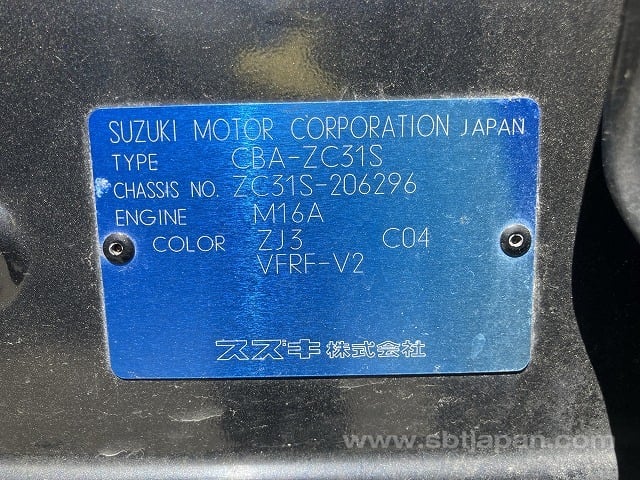 SUZUKI MOTOR CORPORATION JAPAN
TYPE CBA-ZC31S
CHASSIS NO. ZC31S-206296
ENGINE M16A
COLOR ZJ3 C04
VFRF-V2
スズキ株式会社
www.sbtjapan.com